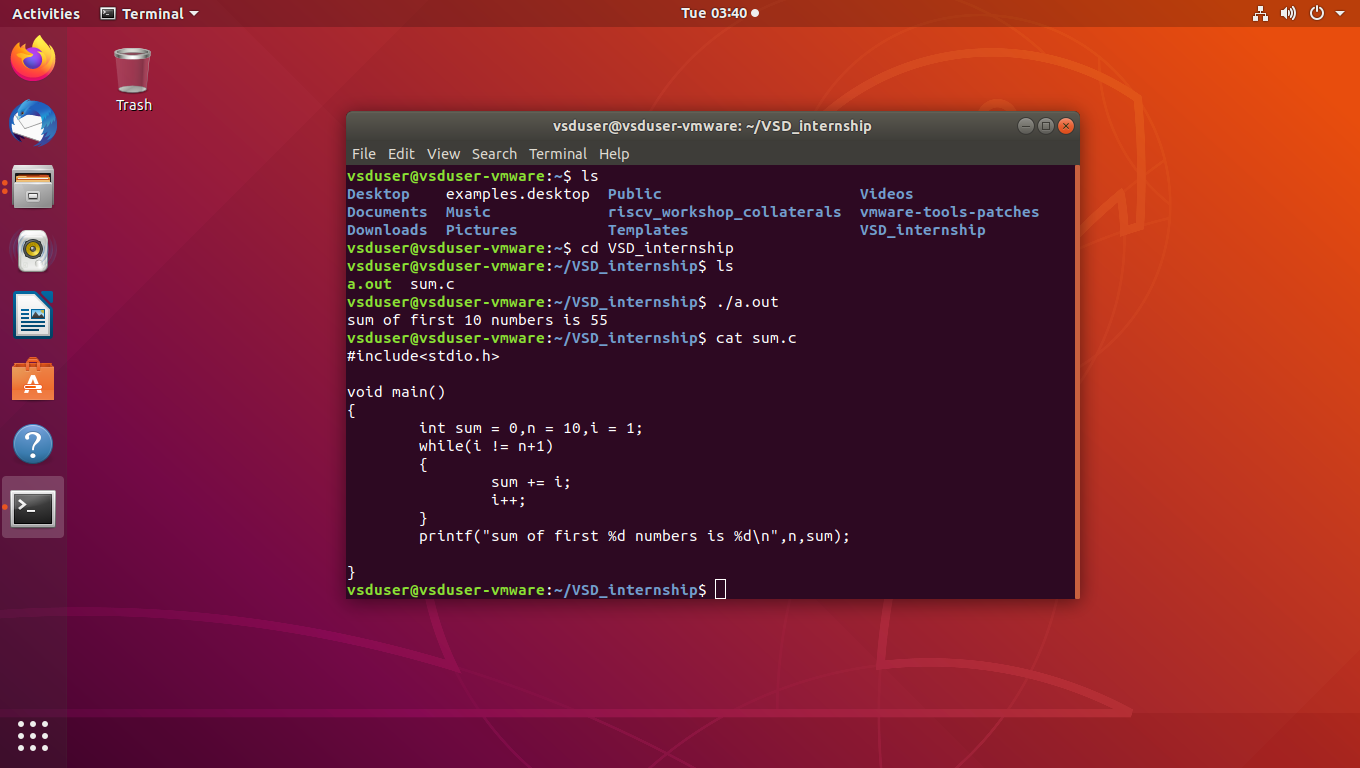 Activities Terminal Tue 03:40
Trash
vsduser@vsduser-vmware: ~/VSD_internship
File Edit View Search Terminal Help
vsduser@vsduser-vmware:~$ ls
Desktop examples.desktop Public Videos
Documents Music riscv_workshop_collaterals vmware-tools-patches
Downloads Pictures Templates VSD_internship
vsduser@vsduser-vmware:~$ cd VSD_internship
vsduser@vsduser-vmware:~/VSD_internship$ ls
a.out sum.c
vsduser@vsduser-vmware:~/VSD_internship$ ./a.out
sum of first 10 numbers is 55
vsduser@vsduser-vmware:~/VSD_internship$ cat sum.c
#include<stdio.h>
void main()
{
int sum = 0,n = 10,i = 1;
while(i != n+1)
{
sum += i;
i++;
}
printf("sum of first %d numbers is %d\n",n,sum);
}
vsduser@vsduser-vmware:~/VSD_internship$